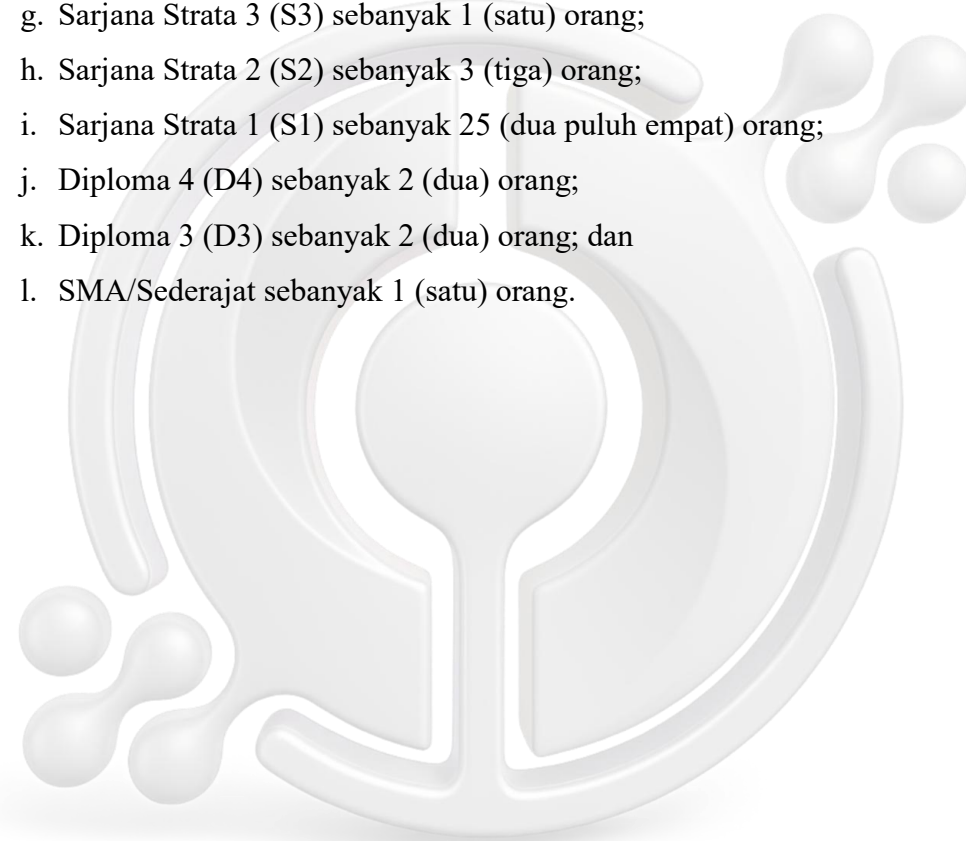 g. Sarjana Strata 3 (S3) sebanyak 1 (satu) orang;
h. Sarjana Strata 2 (S2) sebanyak 3 (tiga) orang;
i. Sarjana Strata 1 (S1) sebanyak 25 (dua puluh empat) orang;
j. Diploma 4 (D4) sebanyak 2 (dua) orang;
k. Diploma 3 (D3) sebanyak 2 (dua) orang; dan
l. SMA/Sederajat sebanyak 1 (satu) orang.